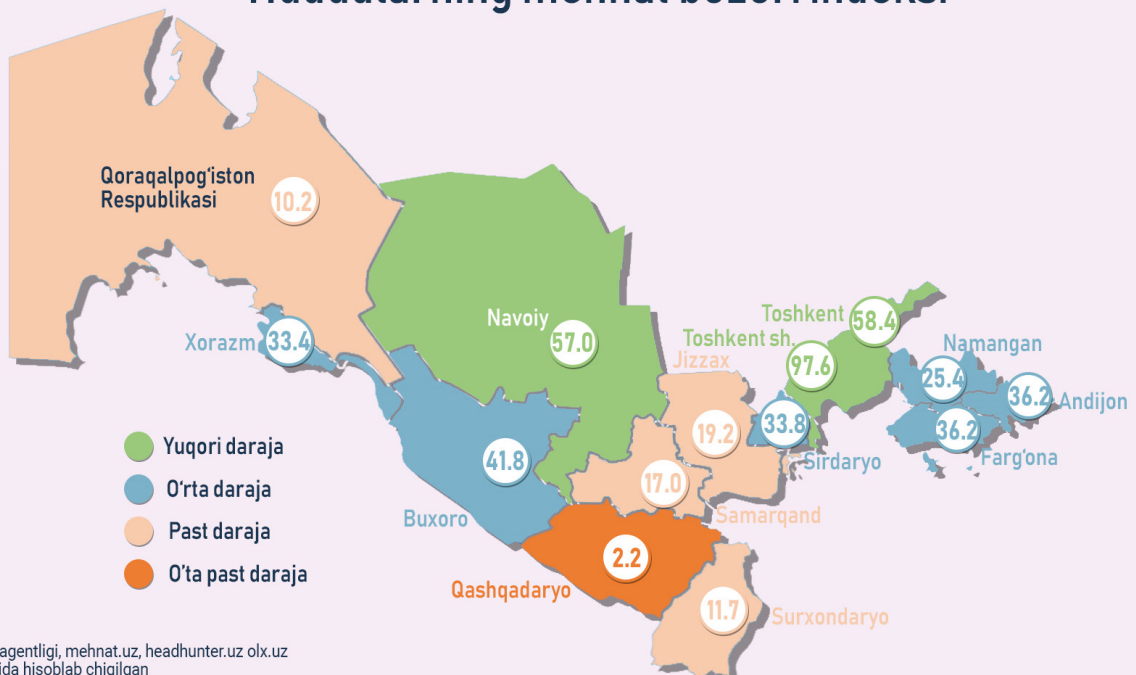 mehnat bozori indeksi
Qoraqalpog‘iston
Respublikasi
10.2
Navoiy
57.0
Toshkent
58.4
Toshkent sh.
97.6
Xorazm
33.4
Jizzax
19.2
Namangan
25.4
36.2
Andijon
33.8
Sirdaryo
36.2
Farg‘ona
41.8
Buxoro
17.0
Samarqand
2.2
Qashqadaryo
11.7
Surxondaryo
Yuqori daraja
O‘rta daraja
Past daraja
O‘ta past daraja
agentligi, mehnat.uz, headhunter.uz olx.uz
hisoblab chiqilgan